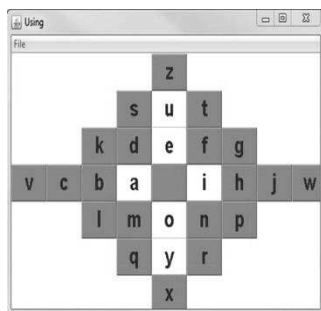 Using
File
z
s u t
k d e f g
v c b a i h j w
l m o n p
q y r
x